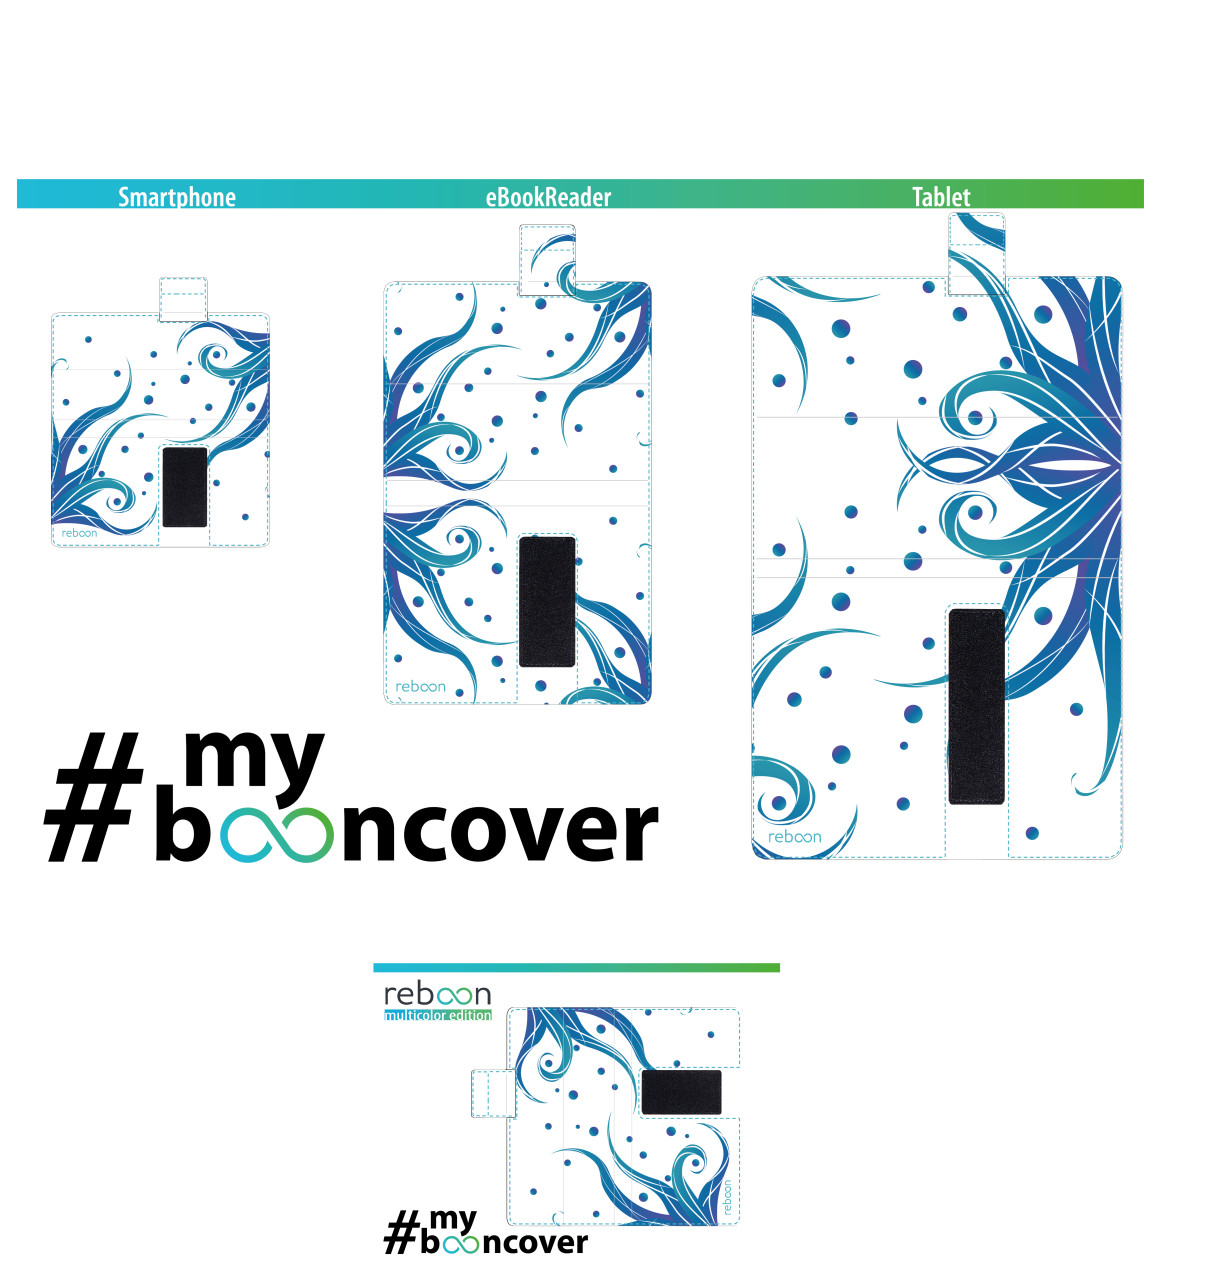 Smartphone eBookReader Tablet
reboon
reboon
reboon
#my
booncover
reboon
multicolor edition
reboon
#my
booncover